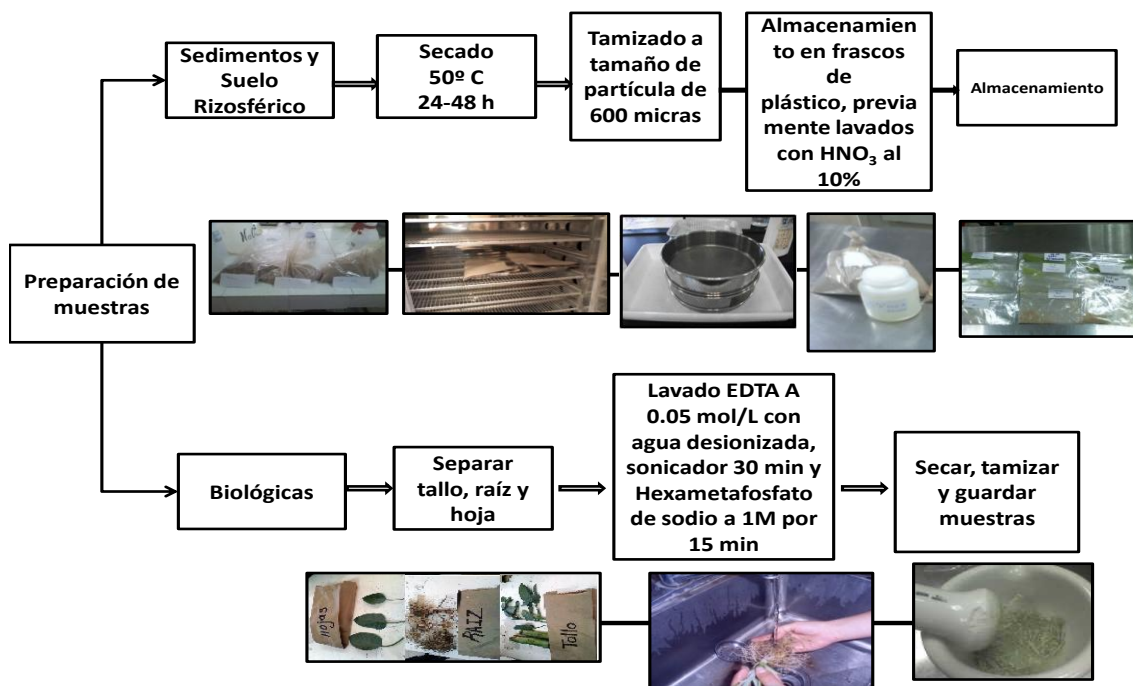 Sedimentos y
Suelo
Rizosférico
Secado
50º C
24-48 h
Tamizado a
tamaño de
partícula de
600 micras
Almacenamie
nto en frascos
de
plástico, previa
mente lavados
con HNO₃ al
10%
Almacenamiento
Preparación de
muestras
Biológicas
Separar
tallo, raíz y
hoja
Lavado EDTA A
0.05 mol/L con
agua desionizada,
sonicador 30 min y
Hexametafosfato
de sodio a 1M por
15 min
Secar, tamizar
y guardar
muestras
Hojas
RAIZ
Tallo